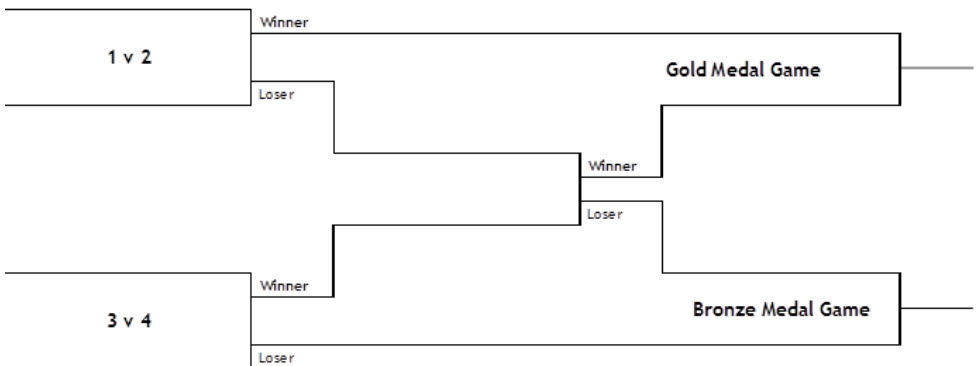 Winner
1 v 2
Gold Medal Game
Loser
Winner
Loser
Winner
3 v 4
Bronze Medal Game
Loser